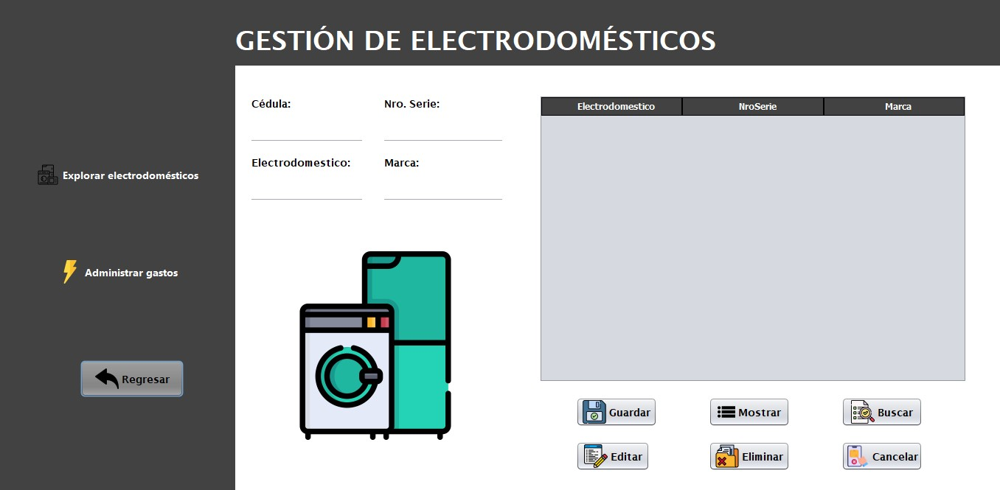 GESTIÓN DE ELECTRODOMÉSTICOS
Explorar electrodomésticos
Administrar gastos
Regresar
Cédula:
Nro. Serie:
Electrodomestico:
Marca:
Electrodomestico NroSerie Marca
Guardar Mostrar Buscar
Editar Eliminar Cancelar